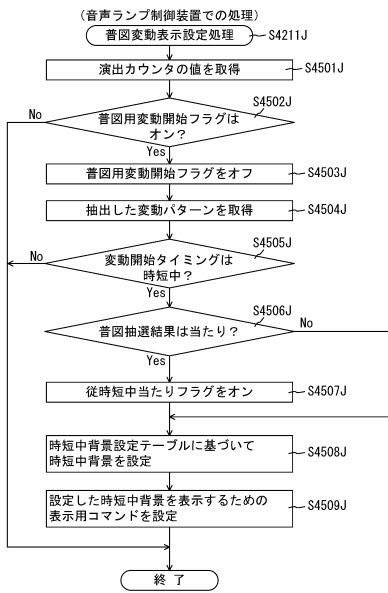 （音声ランプ制御装置での処理）
普図変動表示設定処理
S4211J
演出カウンタの値を取得
S4501J
S4502J
No
普図用変動開始フラグは
オン？
Yes
普図用変動開始フラグをオフ
S4503J
抽出した変動パターンを取得
S4504J
S4505J
No
変動開始タイミングは
時短中？
Yes
S4506J
普図抽選結果は当たり？
No
Yes
従時短中当たりフラグをオン
S4507J
時短中背景設定テーブルに基づいて
時短中背景を設定
S4508J
設定した時短中背景を表示するための
表示用コマンドを設定
S4509J
終 了